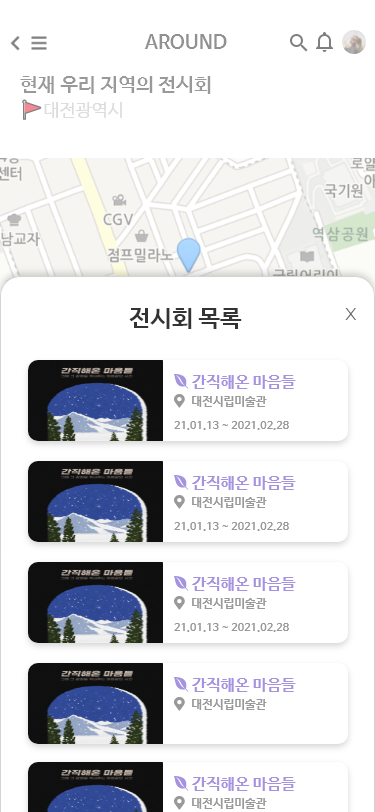 AROUND
현재 우리 지역의 전시회
대전광역시
센터
로얄
국기원
CGV
남교자
점프밀라노
역삼공원
국립어린이
전시회 목록
X
간직해온 마음들
간직해온 마음들
대전시립미술관
21.01.13 ~ 2021.02.28
간직해온 마음들
간직해온 마음들
대전시립미술관
21.01.13 ~ 2021.02.28
간직해온 마음들
간직해온 마음들
대전시립미술관
21.01.13 ~ 2021.02.28
간직해온 마음들
간직해온 마음들
대전시립미술관
간직해온 마음들
간직해온 마음들
대전시립미술관